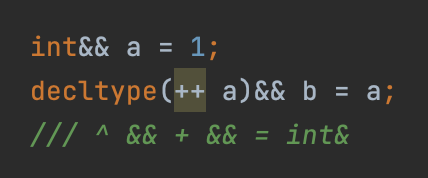 int&& a = 1;
decltype(++ a)&& b = a;
/// ^ && + && = int&